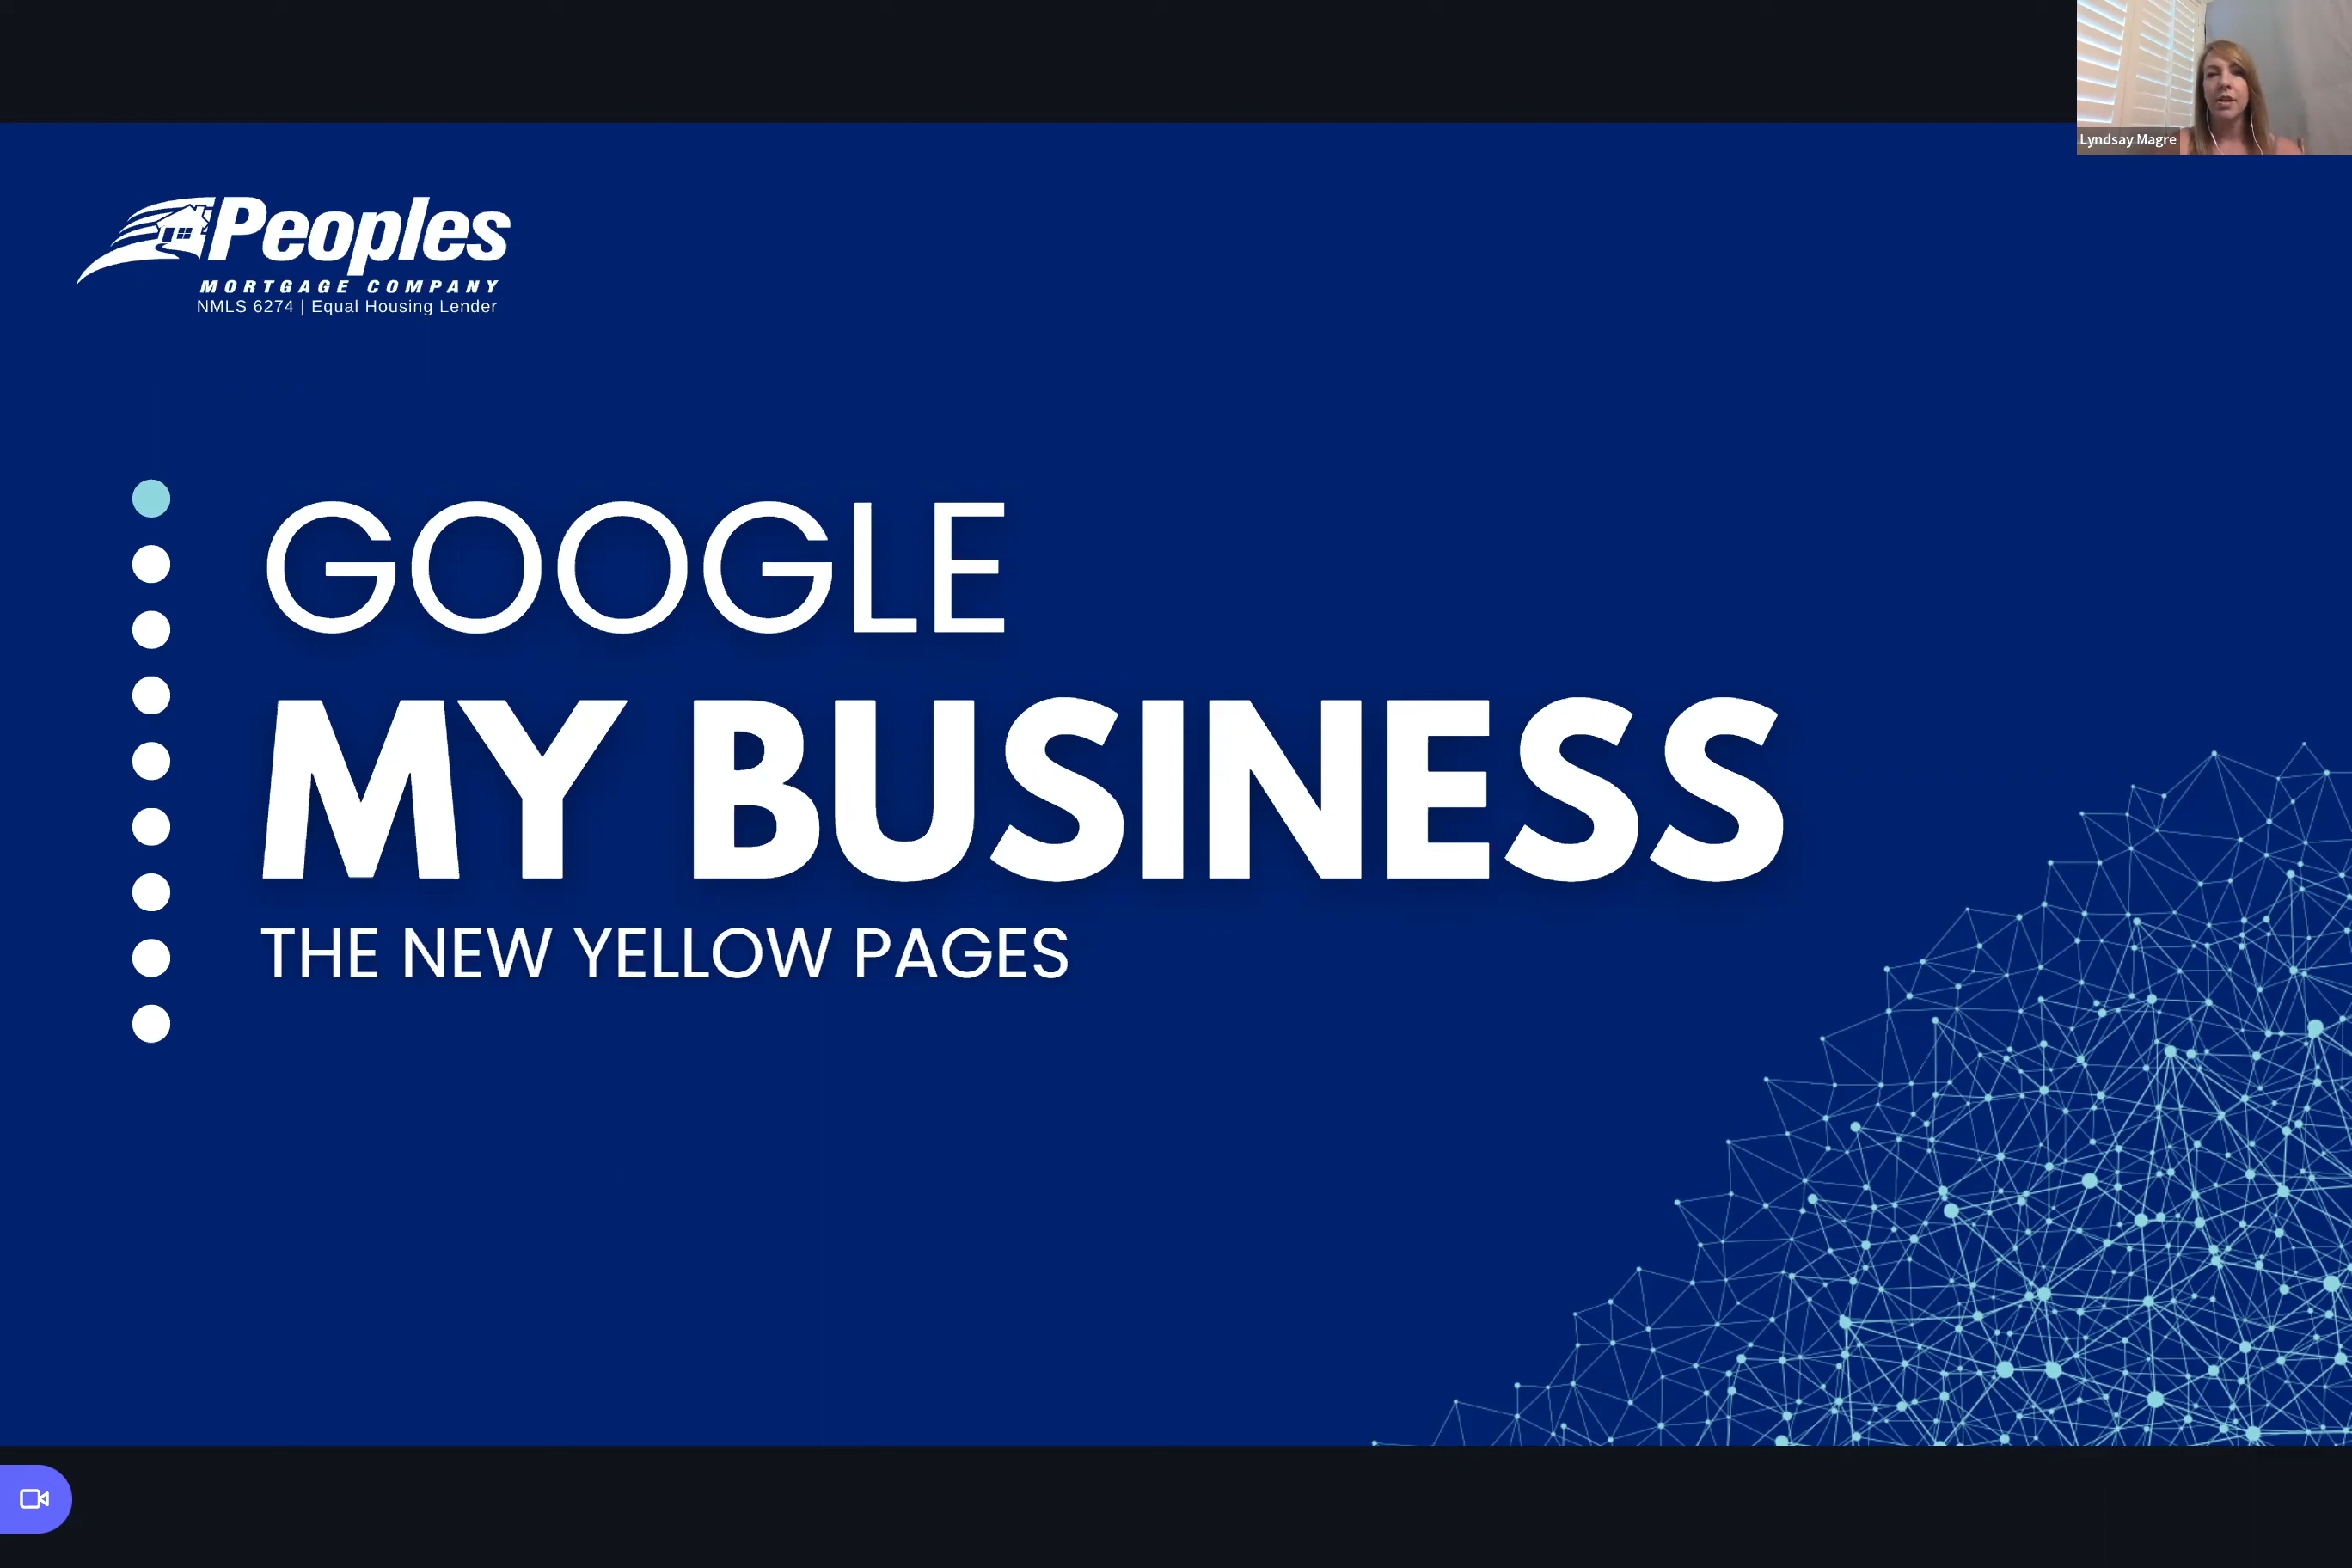 Lyndsay Magre
Peoples
MORTGAGE COMPANY
NMLS 6274 | Equal Housing Lender
GOOGLE
MY BUSINESS
THE NEW YELLOW PAGES